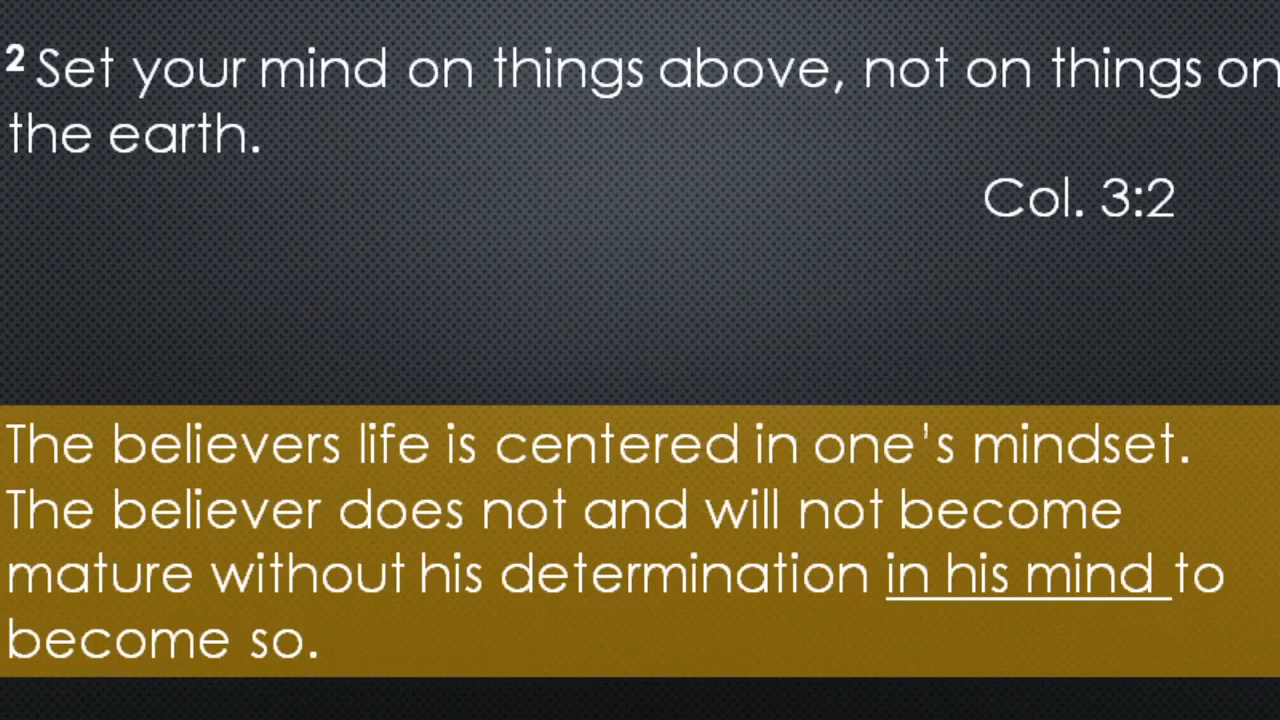 2 Set your mind on things above, not on things on
the earth.
Col. 3:2
The believers life is centered in one's mindset.
The believer does not and will not become
mature without his determination in his mind to
become so.